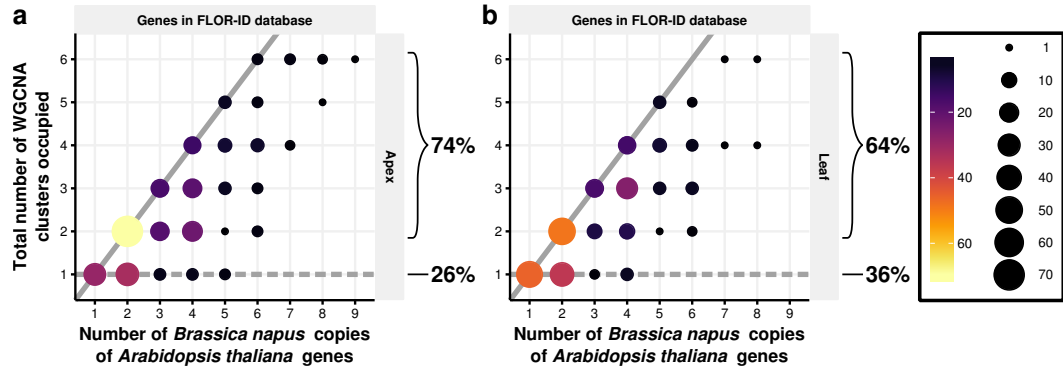 a
Genes in FLOR-ID database
Total number of WGCNA
clusters occupied
6
5
4
3
2
1
1 2 3 4 5 6 7 8 9
Number of Brassica napus copies
of Arabidopsis thaliana genes
Apex
74%
26%
b
Genes in FLOR-ID database
6
5
4
3
2
1
1 2 3 4 5 6 7 8 9
Number of Brassica napus copies
of Arabidopsis thaliana genes
Leaf
64%
36%
20
40
60
1
10
20
30
40
50
60
70